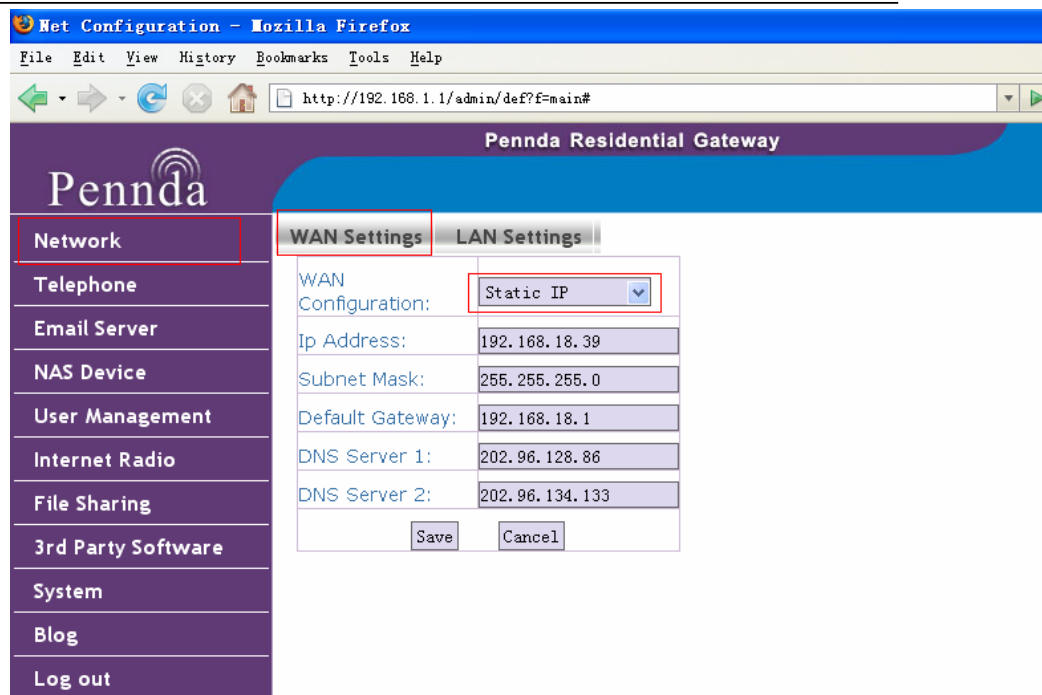 Net Configuration - Mozilla Firefox
File Edit View History Bookmarks Tools Help
http://192.168.1.1/admin/def?f=main#
Pennda Residential Gateway
Pennda
Network
Telephone
Email Server
NAS Device
User Management
Internet Radio
File Sharing
3rd Party Software
System
Blog
Log out
WAN Settings LAN Settings
WAN
Configuration: Static IP
Ip Address: 192.168.18.39
Subnet Mask: 255.255.255.0
Default Gateway: 192.168.18.1
DNS Server 1: 202.96.128.86
DNS Server 2: 202.96.134.133
Save Cancel